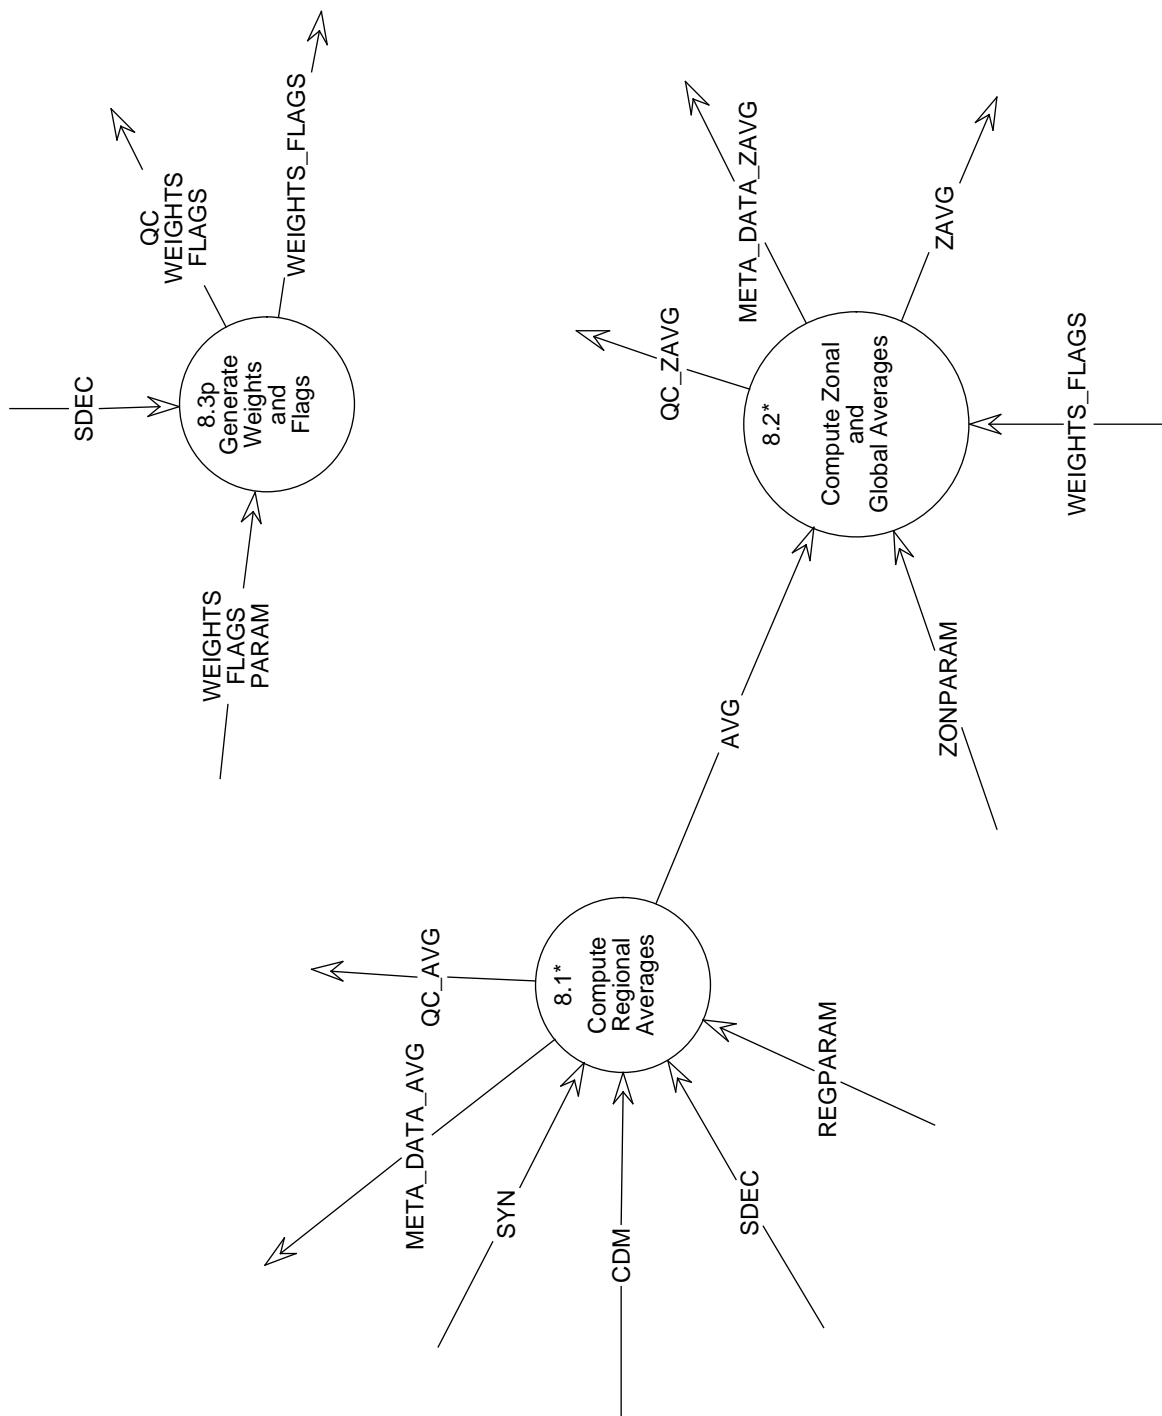 META_DATA_AVG
QC_AVG
SYN
CDM
SDEC
REGPARAM
8.1*
Compute
Regional
Averages
AVG
QC_ZAVG
META_DATA_ZAVG
ZAVG
8.2*
Compute Zonal
and
Global Averages
ZONPARAM
WEIGHTS_FLAGS
WEIGHTS
FLAGS
PARAM
SDEC
8.3p
Generate
Weights
and
Flags
QC
WEIGHTS
FLAGS
WEIGHTS_FLAGS